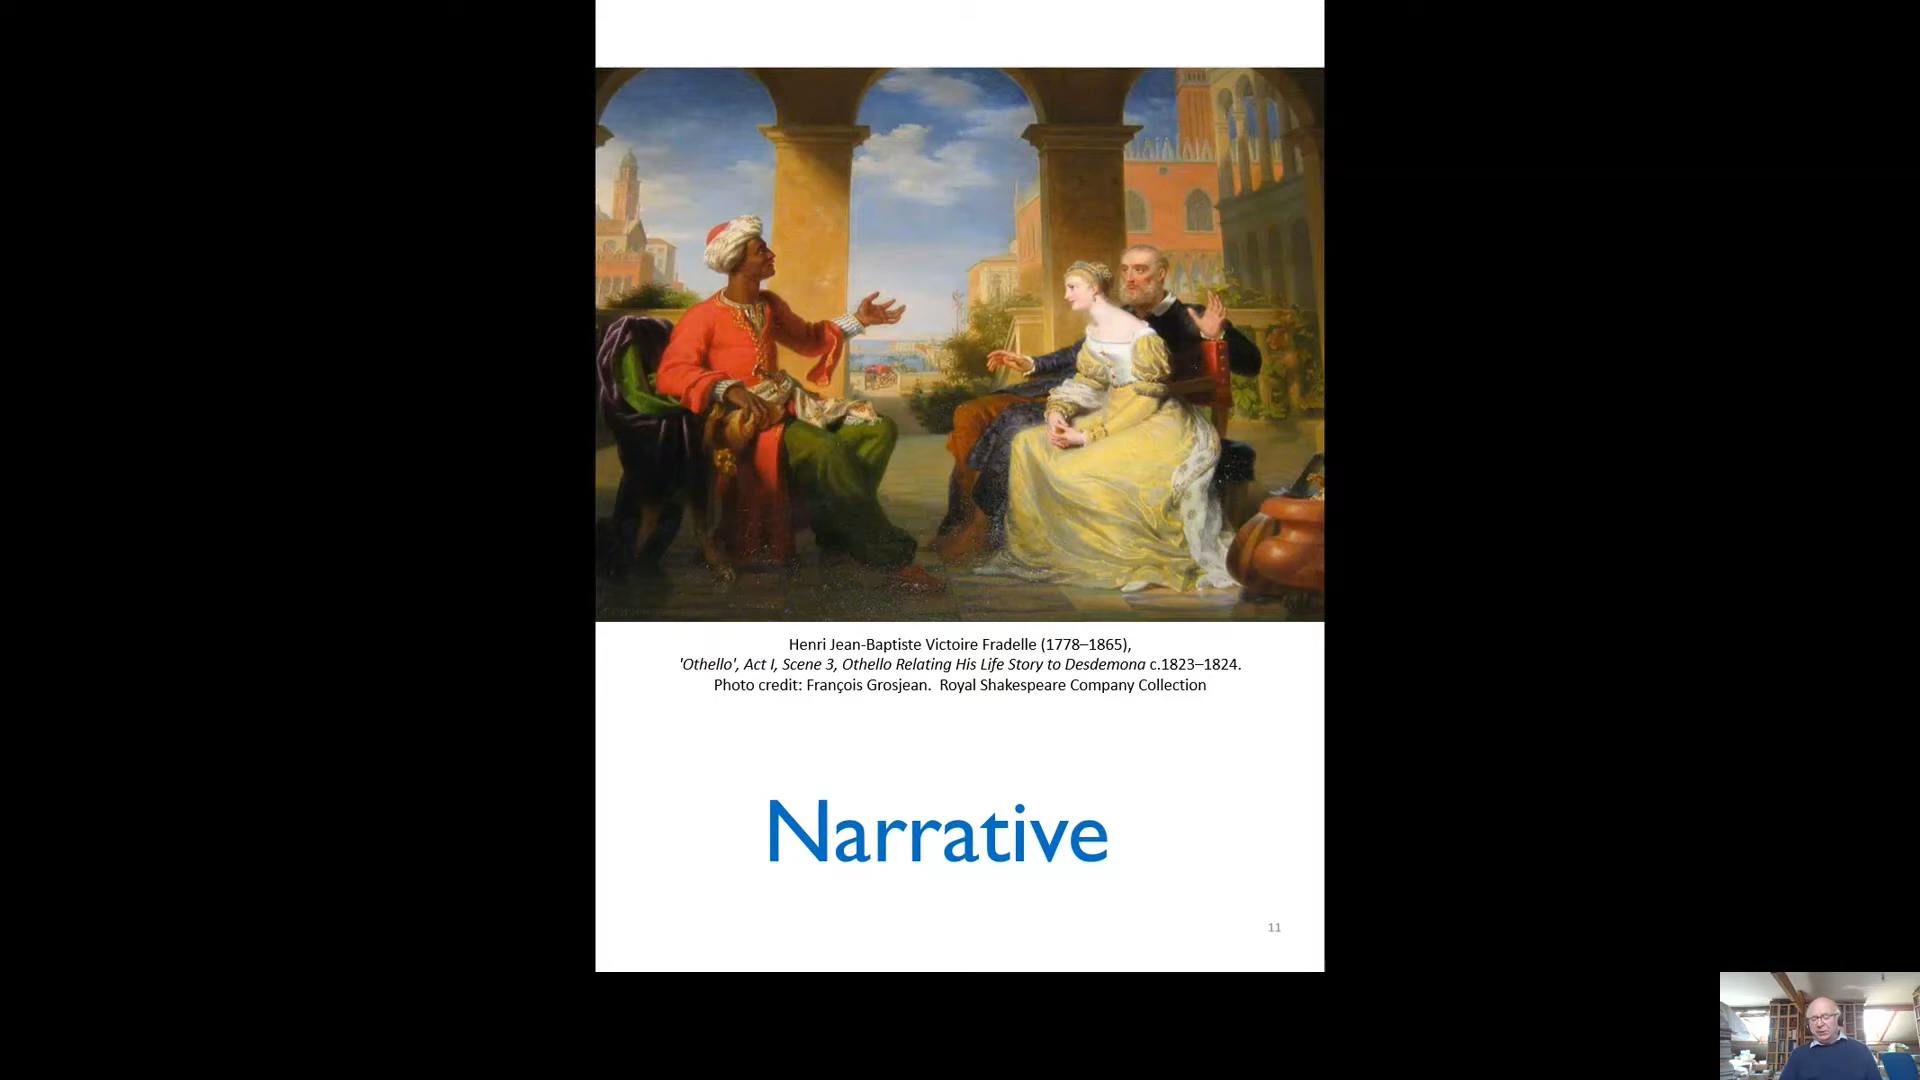 Henri Jean-Baptiste Victoire Fradelle (1778–1865),
'Othello', Act I, Scene 3, Othello Relating His Life Story to Desdemona c.1823–1824.
Photo credit: François Grosjean.  Royal Shakespeare Company Collection
Narrative
11